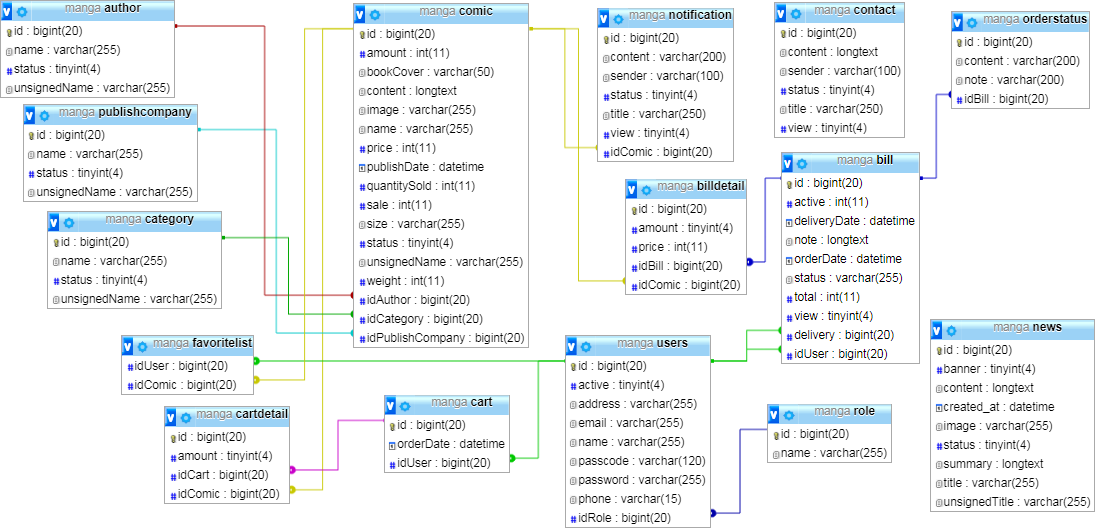 manga author
id : bigint(20)
name : varchar(255)
status : tinyint(4)
unsignedName : varchar(255)
manga publishcompany
id : bigint(20)
name : varchar(255)
status : tinyint(4)
unsignedName : varchar(255)
manga category
id : bigint(20)
name : varchar(255)
status : tinyint(4)
unsignedName : varchar(255)
manga favoritelist
idUser : bigint(20)
idComic : bigint(20)
manga cartdetail
id : bigint(20)
amount : tinyint(4)
idCart : bigint(20)
idComic : bigint(20)
manga comic
id : bigint(20)
amount : int(11)
bookCover : varchar(50)
content : longtext
image : varchar(255)
name : varchar(255)
price : int(11)
publishDate : datetime
quantitySold : int(11)
sale : int(11)
size : varchar(255)
status : tinyint(4)
unsignedName : varchar(255)
weight : int(11)
idAuthor : bigint(20)
idCategory : bigint(20)
idPublishCompany : bigint(20)
manga cart
id : bigint(20)
orderDate : datetime
idUser : bigint(20)
manga notification
id : bigint(20)
content : varchar(200)
sender : varchar(100)
status : tinyint(4)
title : varchar(250)
view : tinyint(4)
idComic : bigint(20)
manga billdetail
id : bigint(20)
amount : tinyint(4)
price : int(11)
idBill : bigint(20)
idComic : bigint(20)
manga users
id : bigint(20)
active : tinyint(4)
address : varchar(255)
email : varchar(255)
name : varchar(255)
passcode : varchar(120)
password : varchar(255)
phone : varchar(15)
idRole : bigint(20)
manga contact
id : bigint(20)
content : longtext
sender : varchar(100)
status : tinyint(4)
title : varchar(250)
view : tinyint(4)
manga bill
id : bigint(20)
active : int(11)
deliveryDate : datetime
note : longtext
orderDate : datetime
status : varchar(255)
total : int(11)
view : tinyint(4)
delivery : bigint(20)
idUser : bigint(20)
manga role
id : bigint(20)
name : varchar(255)
manga orderstatus
id : bigint(20)
content : varchar(200)
note : varchar(200)
idBill : bigint(20)
manga news
id : bigint(20)
banner : tinyint(4)
content : longtext
created_at : datetime
image : varchar(255)
status : tinyint(4)
summary : longtext
title : varchar(255)
unsignedTitle : varchar(255)